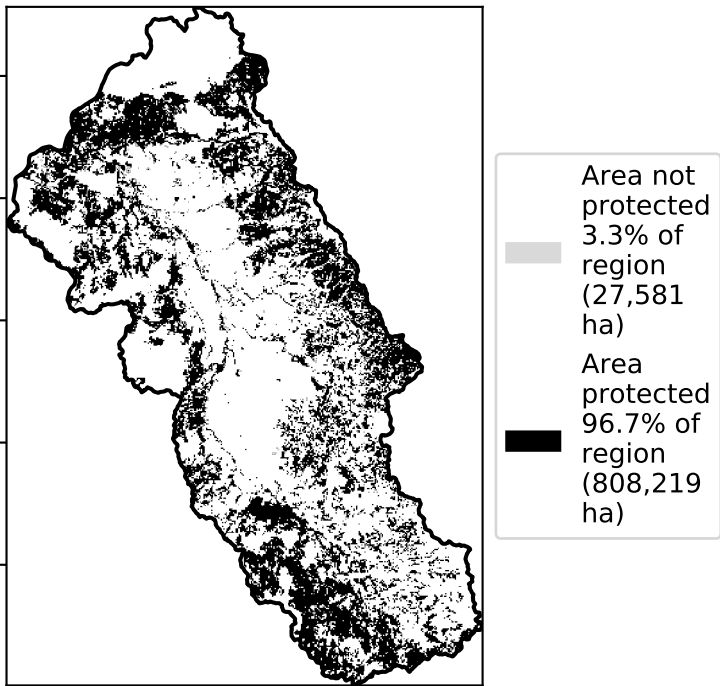 Area not
protected
3.3% of
region
(27,581
ha)
Area
protected
96.7% of
region
(808,219
ha)